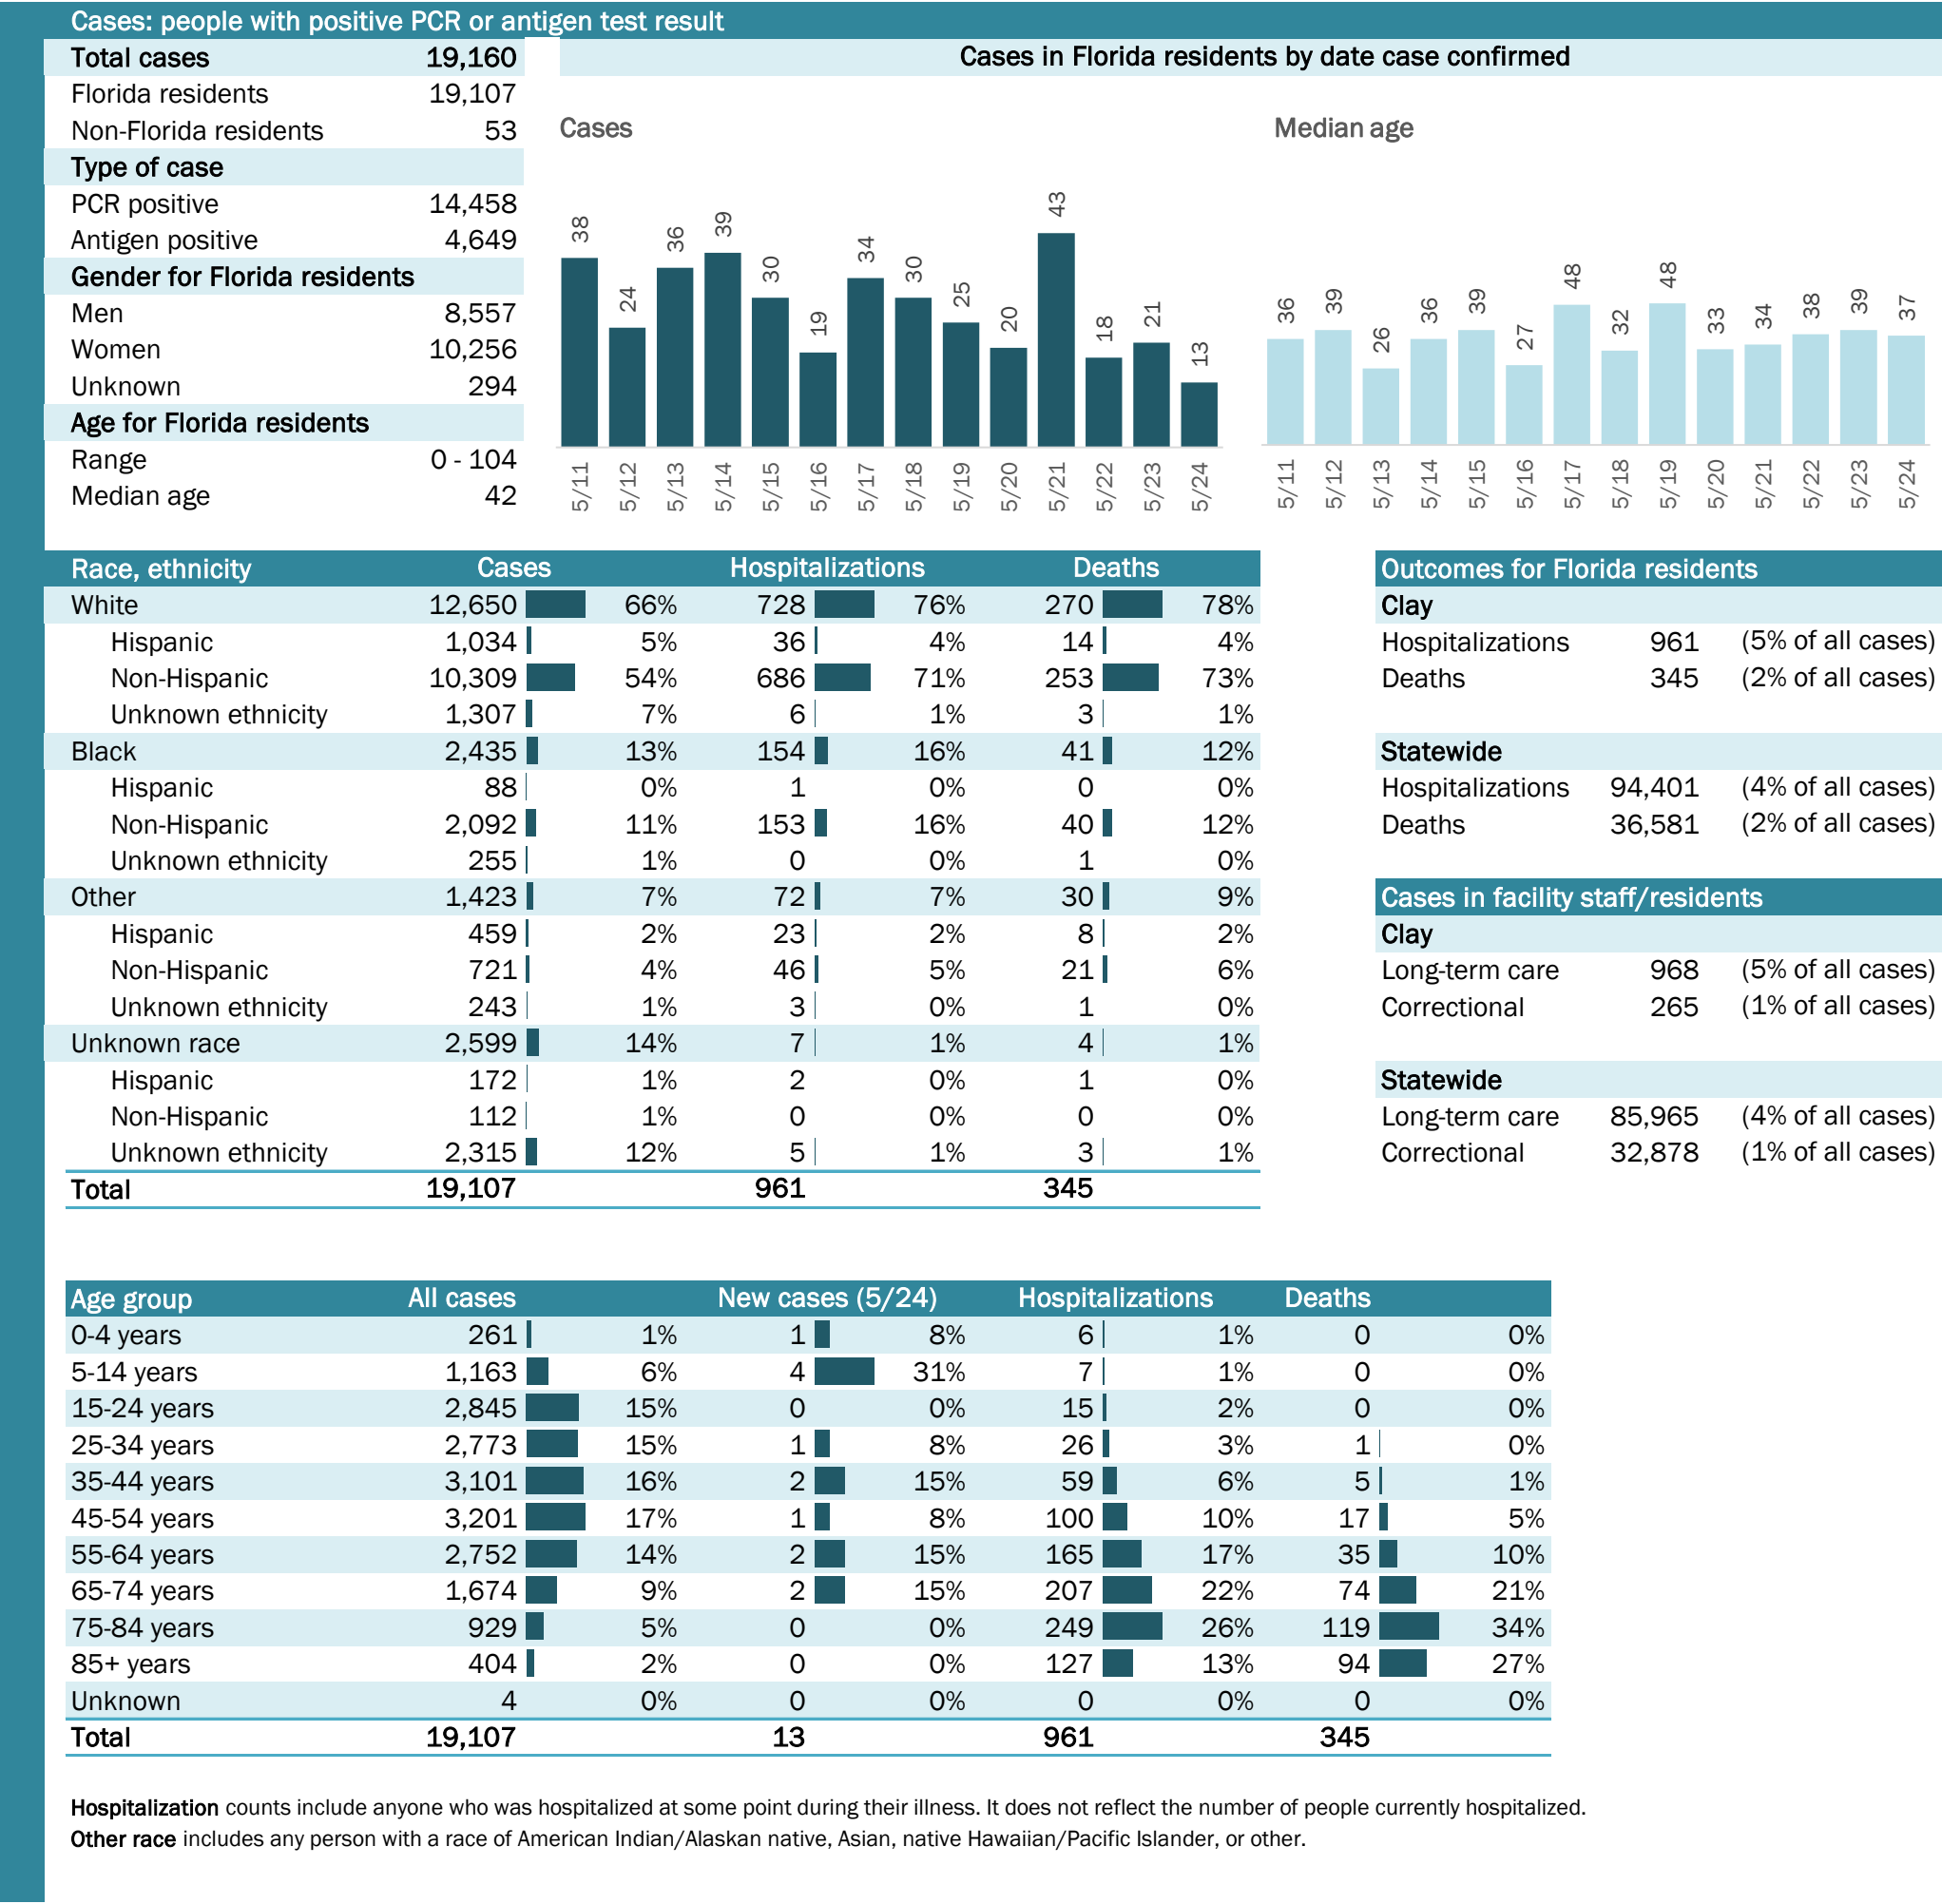 Cases: people with positive PCR or antigen test result
Total cases 19,160
Florida residents 19,107
Non-Florida residents 53
Type of case
PCR positive 14,458
Antigen positive 4,649
Gender for Florida residents
Men 8,557
Women 10,256
Unknown 294
Age for Florida residents
Range 0 - 104
Median age 42
Cases in Florida residents by date case confirmed
Cases
38 24 36 39 30 19 34 30 25 20 43 18 21 13
5/11 5/12 5/13 5/14 5/15 5/16 5/17 5/18 5/19 5/20 5/21 5/22 5/23 5/24
Median age
36 39 26 36 39 27 48 32 48 33 34 38 39 37
5/11 5/12 5/13 5/14 5/15 5/16 5/17 5/18 5/19 5/20 5/21 5/22 5/23 5/24
Race, ethnicity Cases Hospitalizations Deaths
White 12,650 66% 728 76% 270 78%
Hispanic 1,034 5% 36 4% 14 4%
Non-Hispanic 10,309 54% 686 71% 253 73%
Unknown ethnicity 1,307 7% 6 1% 3 1%
Black 2,435 13% 154 16% 41 12%
Hispanic 88 0% 1 0% 0 0%
Non-Hispanic 2,092 11% 153 16% 40 12%
Unknown ethnicity 255 1% 0 0% 1 0%
Other 1,423 7% 72 7% 30 9%
Hispanic 459 2% 23 2% 8 2%
Non-Hispanic 721 4% 46 5% 21 6%
Unknown ethnicity 243 1% 3 0% 1 0%
Unknown race 2,599 14% 7 1% 4 1%
Hispanic 172 1% 2 0% 1 0%
Non-Hispanic 112 1% 0 0% 0 0%
Unknown ethnicity 2,315 12% 5 1% 3 1%
Total 19,107 961 345
Outcomes for Florida residents
Clay
Hospitalizations 961 (5% of all cases)
Deaths 345 (2% of all cases)
Statewide
Hospitalizations 94,401 (4% of all cases)
Deaths 36,581 (2% of all cases)
Cases in facility staff/residents
Clay
Long-term care 968 (5% of all cases)
Correctional 265 (1% of all cases)
Statewide
Long-term care 85,965 (4% of all cases)
Correctional 32,878 (1% of all cases)
Age group All cases New cases (5/24) Hospitalizations Deaths
0-4 years 261 1% 1 8% 6 1% 0 0%
5-14 years 1,163 6% 4 31% 7 1% 0 0%
15-24 years 2,845 15% 0 0% 15 2% 0 0%
25-34 years 2,773 15% 1 8% 26 3% 1 0%
35-44 years 3,101 16% 2 15% 59 6% 5 1%
45-54 years 3,201 17% 1 8% 100 10% 17 5%
55-64 years 2,752 14% 2 15% 165 17% 35 10%
65-74 years 1,674 9% 2 15% 207 22% 74 21%
75-84 years 929 5% 0 0% 249 26% 119 34%
85+ years 404 2% 0 0% 127 13% 94 27%
Unknown 4 0% 0 0% 0 0% 0 0%
Total 19,107 13 961 345
Hospitalization counts include anyone who was hospitalized at some point during their illness. It does not reflect the number of people currently hospitalized.
Other race includes any person with a race of American Indian/Alaskan native, Asian, native Hawaiian/Pacific Islander, or other.